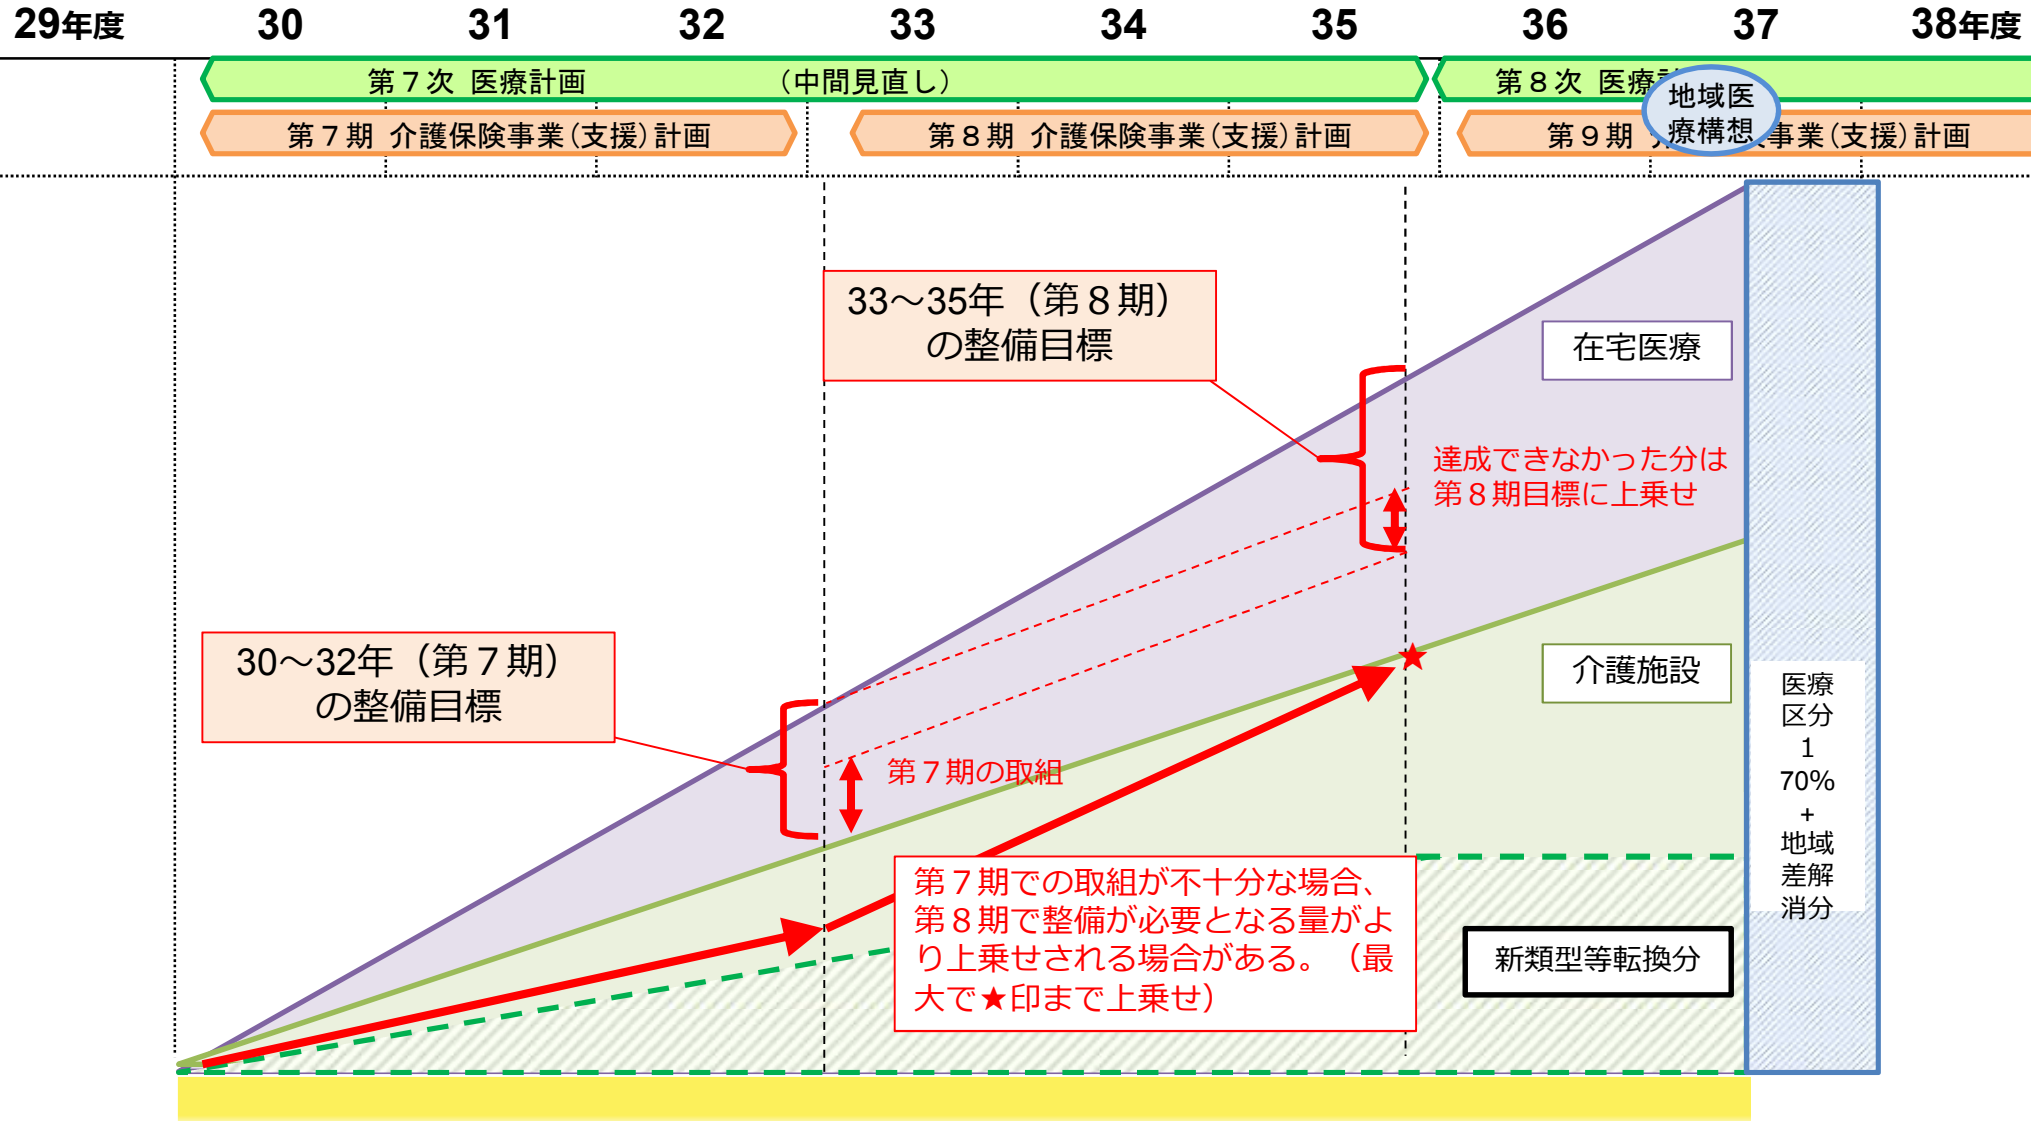 29年度 30 31 32 33 34 35 36 37 38年度
第７次 医療計画 （中間見直し） 第８次 医療計
地域医
療構想
第７期 介護保険事業（支援）計画 第８期 介護保険事業（支援）計画 第９期 介 険事業（支援）計画
33～35年（第８期）
の整備目標
在宅医療
達成できなかった分は
第８期目標に上乗せ
30～32年（第７期）
の整備目標
介護施設
第７期の取組
医療
区分
1
70%
+
地域
差解
消分
第７期での取組が不十分な場合、
第８期で整備が必要となる量がよ
り上乗せされる場合がある。（最
大で★印まで上乗せ）
新類型等転換分